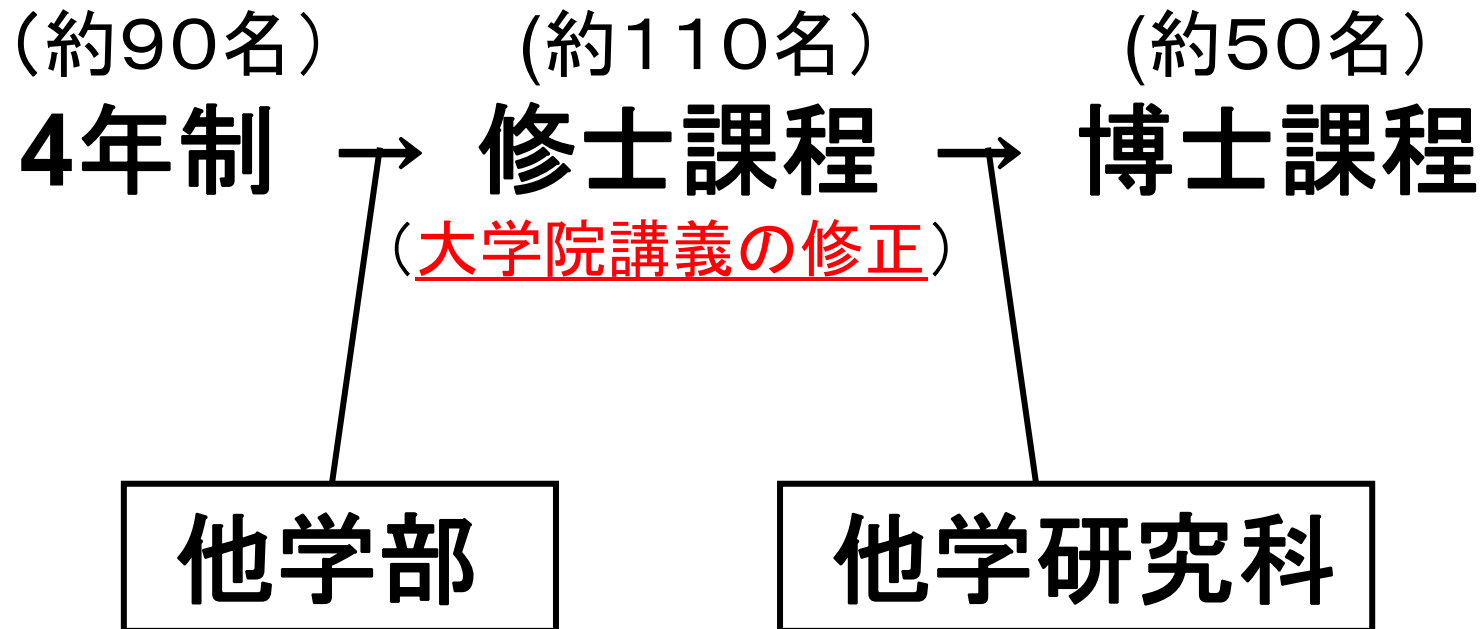 （約９０名） (約１１０名） (約５０名）
4年制 → 修士課程 → 博士課程
（大学院講義の修正）
他学部 他学研究科